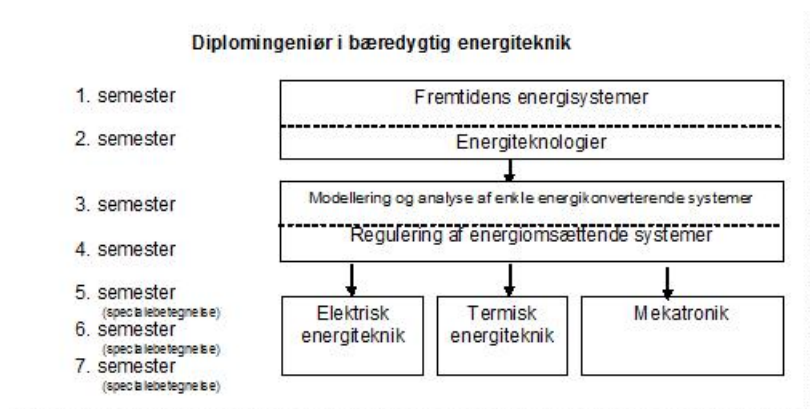 Diplomingeniør i bæredygtig energiteknik
1. semester
Fremtidens energisystemer
2. semester
Energiteknologier
3. semester
Modellering og analyse af enkle energikonverterende systemer
4. semester
Regulering af energiomsættende systemer
5. semester
(specialebetegnelse)
6. semester
(specialebetegnelse)
7. semester
(specialebetegnelse)
Elektrisk
energiteknik
Termisk
energiteknik
Mekatronik